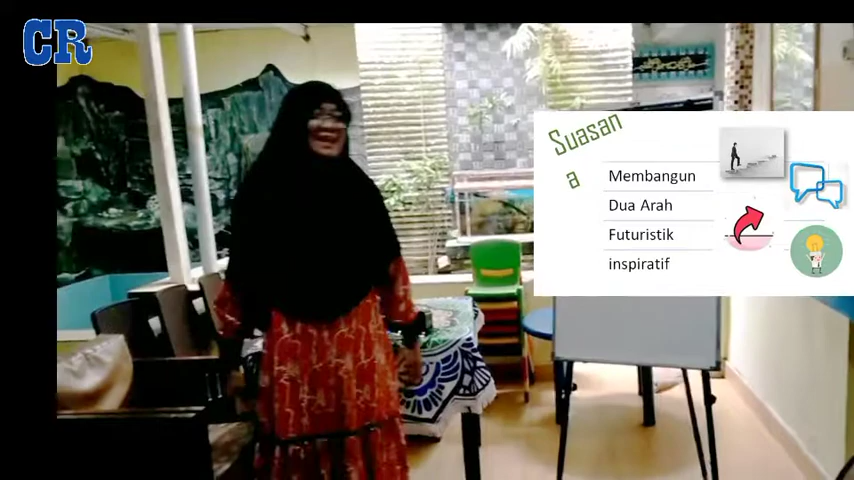 CR
Suasan
a
Membangun
Dua Arah
Futuristik
inspiratif